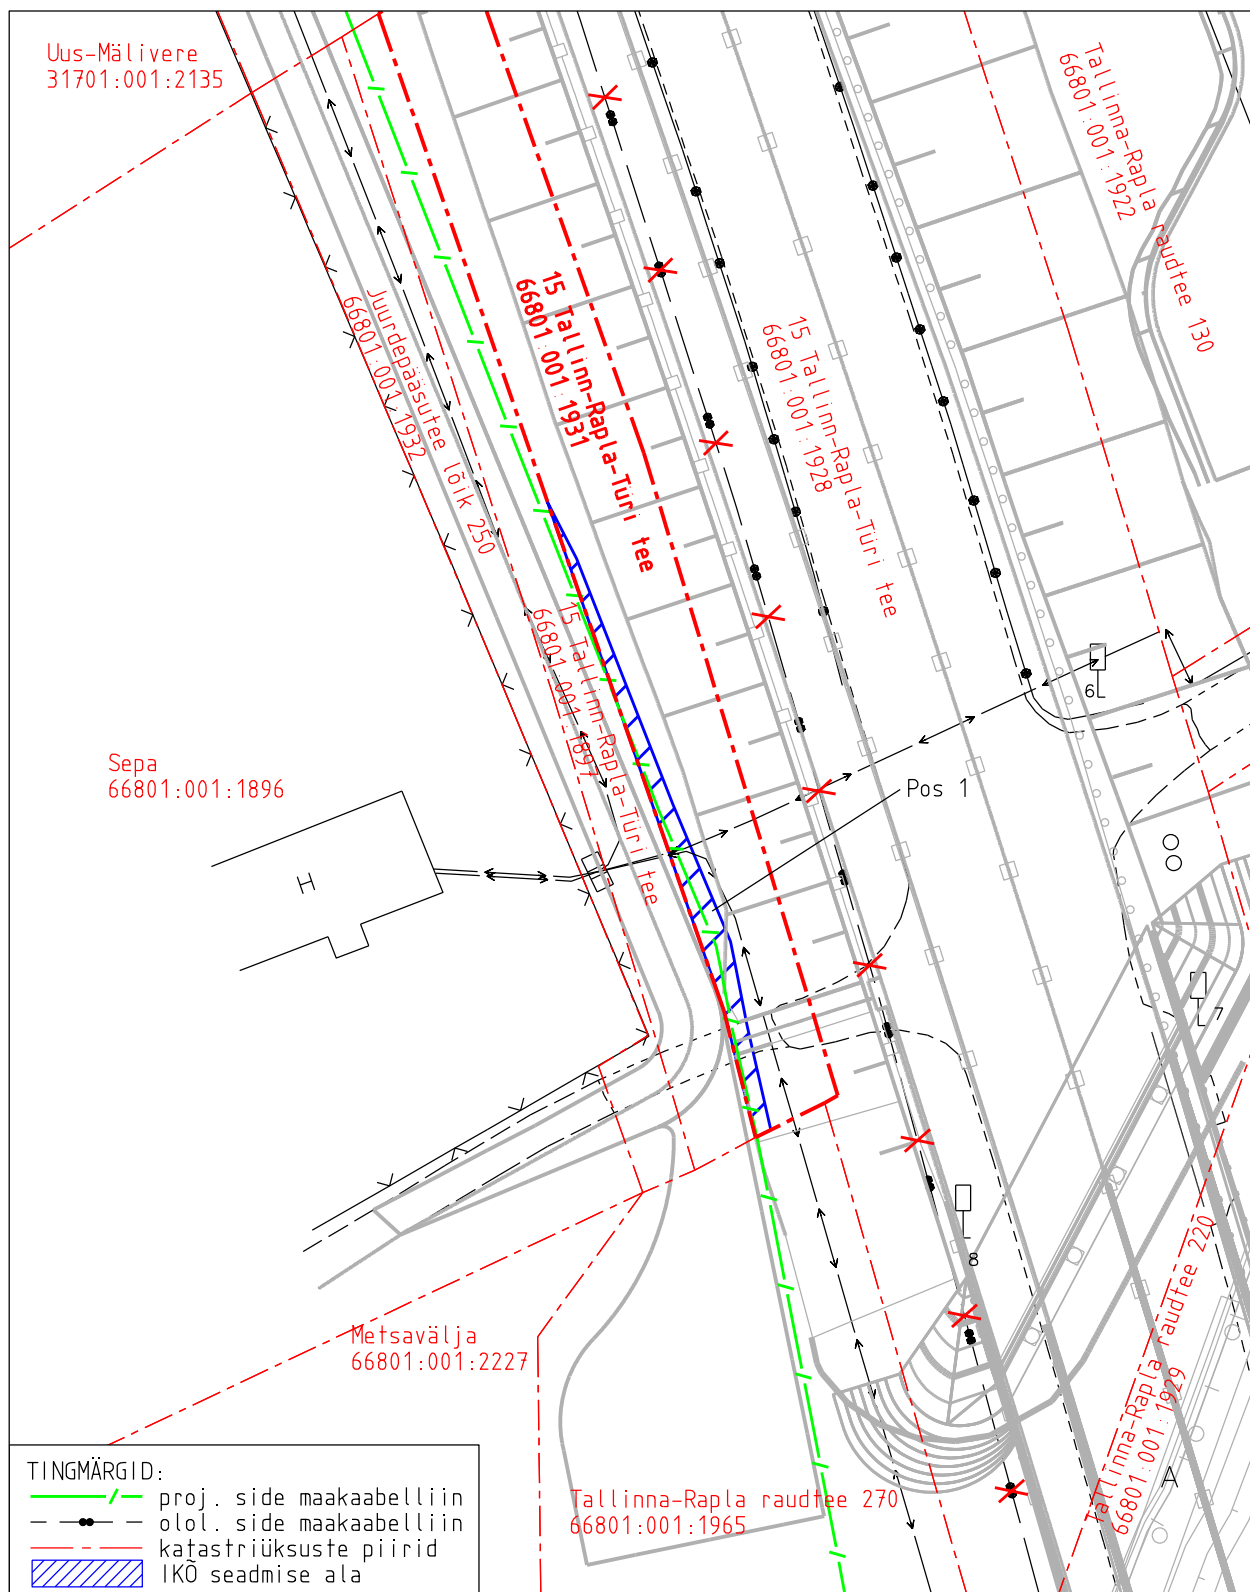 Uus-Mälivere
31701:001:2135
Tallinna-Rapla raudtee 130
66801:001:1922
Juurdepääsutee lõik 250
66801:001:1932
15 Tallinn-Rapla-Türi tee
66801:001:1931
15 Tallinn-Rapla-Türi tee
66801:001:1928
15 Tallinn-Rapla-Türi tee
66801:001:1897
6
Sepa
66801:001:1896
Pos 1
H
7
8
Metsavälja
66801:001:2227
Tallinna-Rapla raudtee 220
66801:001:1929
A
Tallinna-Rapla raudtee 270
66801:001:1965
TINGMÄRGID:
proj. side maakaabelliin
olol. side maakaabelliin
katastriüksuste piirid
IKÕ seadmise ala